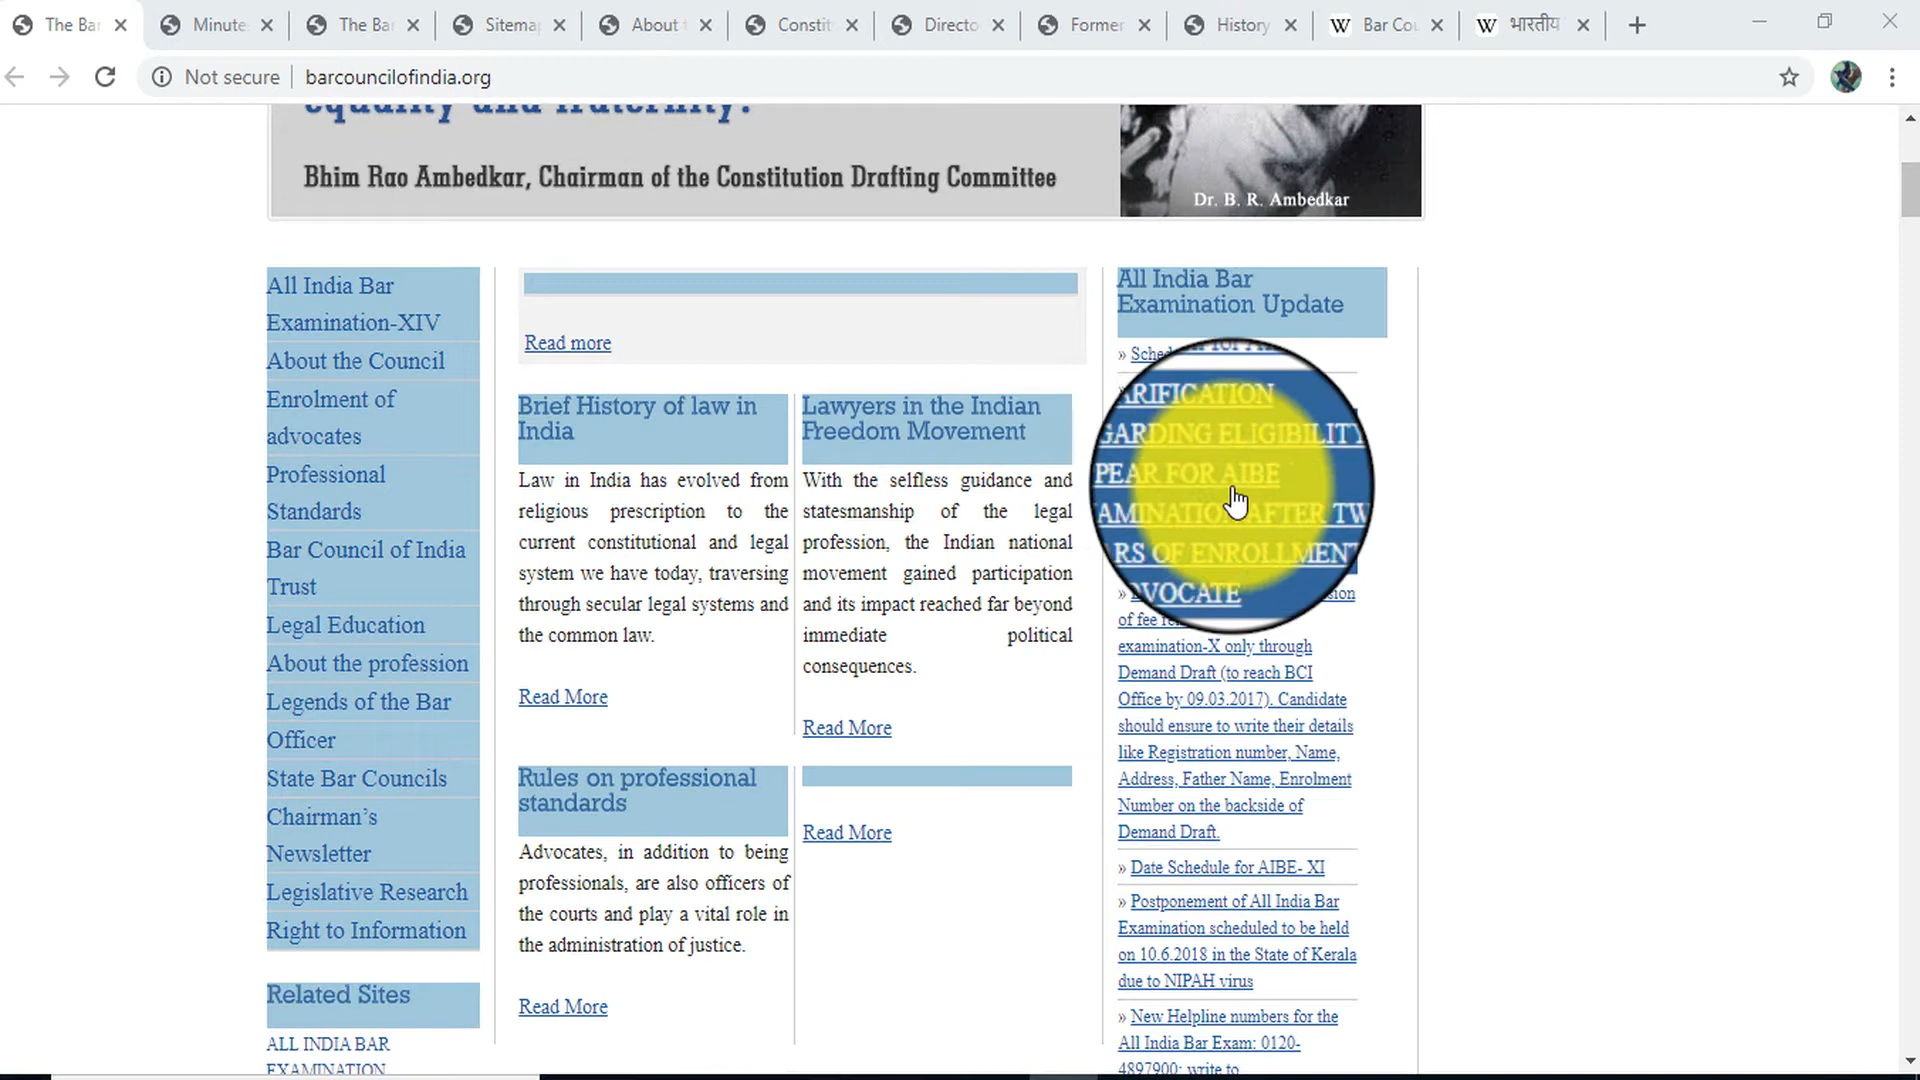 The Bar
Minute
The Bar
Sitemap
About
Constit
Directo
Former
History
Bar Cou
भारतीय
Not secure
barcouncilofindia.org
equality and fraternity.
Bhim Rao Ambedkar, Chairman of the Constitution Drafting Committee
Dr. B. R. Ambedkar
All India Bar
Examination-XIV
About the Council
Enrolment of
advocates
Professional
Standards
Bar Council of India
Trust
Legal Education
About the profession
Legends of the Bar
Officer
State Bar Councils
Chairman's
Newsletter
Legislative Research
Right to Information
Related Sites
ALL INDIA BAR
EXAMINATION
Read more
Brief History of law in
India
Law in India has evolved from
religious prescription to the
current constitutional and legal
system we have today, traversing
through secular legal systems and
the common law.
Read More
Lawyers in the Indian
Freedom Movement
With the selfless guidance and
statesmanship of the legal
profession, the Indian national
movement gained participation
and its impact reached far beyond
immediate political
consequences.
Read More
Rules on professional
standards
Advocates, in addition to being
professionals, are also officers of
the courts and play a vital role in
the administration of justice.
Read More
Read More
All India Bar
Examination Update
» Sched
ARIFICATION
GARDING ELIGIBILITY
PEAR FOR AIBE
AMINATION AFTER TW
RS OF ENROLLMENT
DVOCATE
sion
of fee re
examination-X only through
Demand Draft (to reach BCI
Office by 09.03.2017). Candidate
should ensure to write their details
like Registration number, Name,
Address, Father Name, Enrolment
Number on the backside of
Demand Draft.
» Date Schedule for AIBE- XI
» Postponement of All India Bar
Examination scheduled to be held
on 10.6.2018 in the State of Kerala
due to NIPAH virus
» New Helpline numbers for the
All India Bar Exam: 0120-
4897900; write to